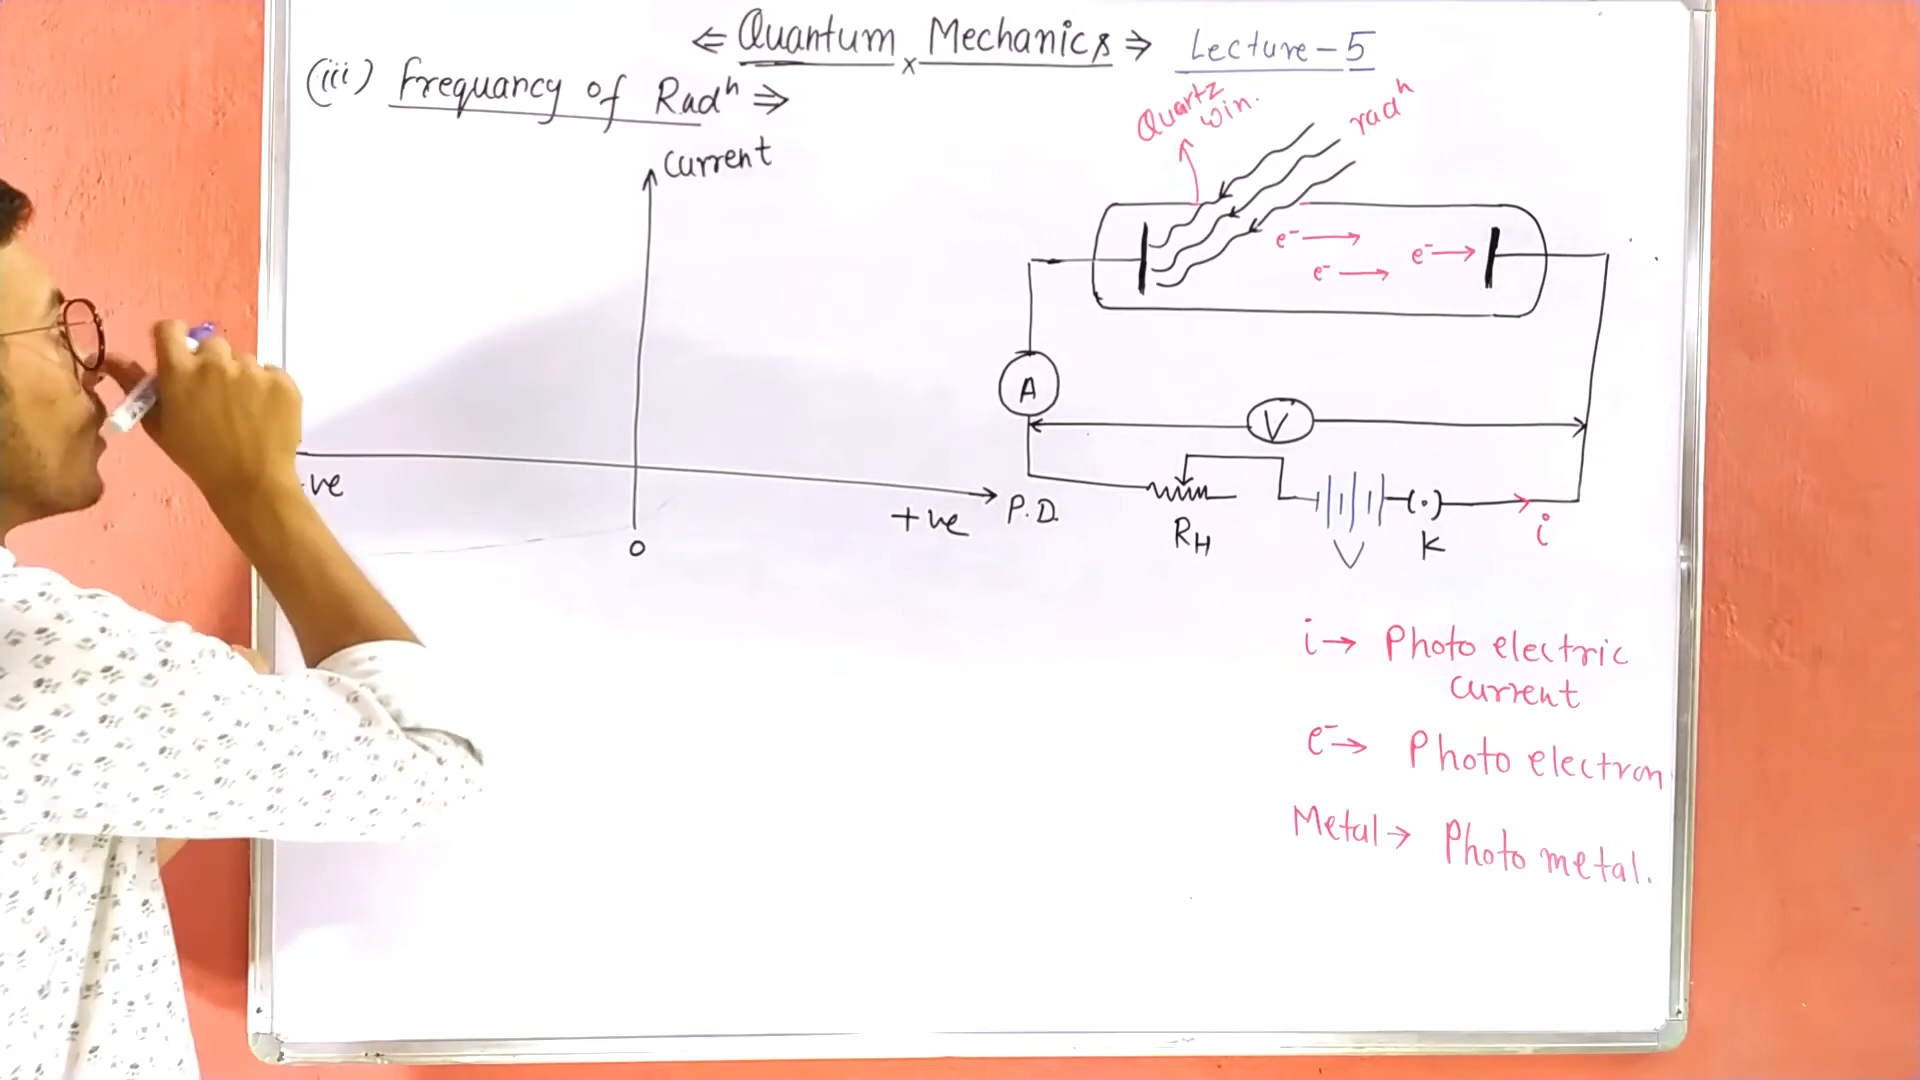 ⇐ Quantum × Mechanics ⇒ Lecture-5
(iii) Frequancy of Radⁿ ⇒
Current
-ve
+ve
P.D.
0
Quartz
win.
radⁿ
e⁻→
e⁻→
e⁻→
A
V
R_H
V
K
i
i→ Photo electric
current
e⁻→ Photo electron
Metal→ Photo metal.